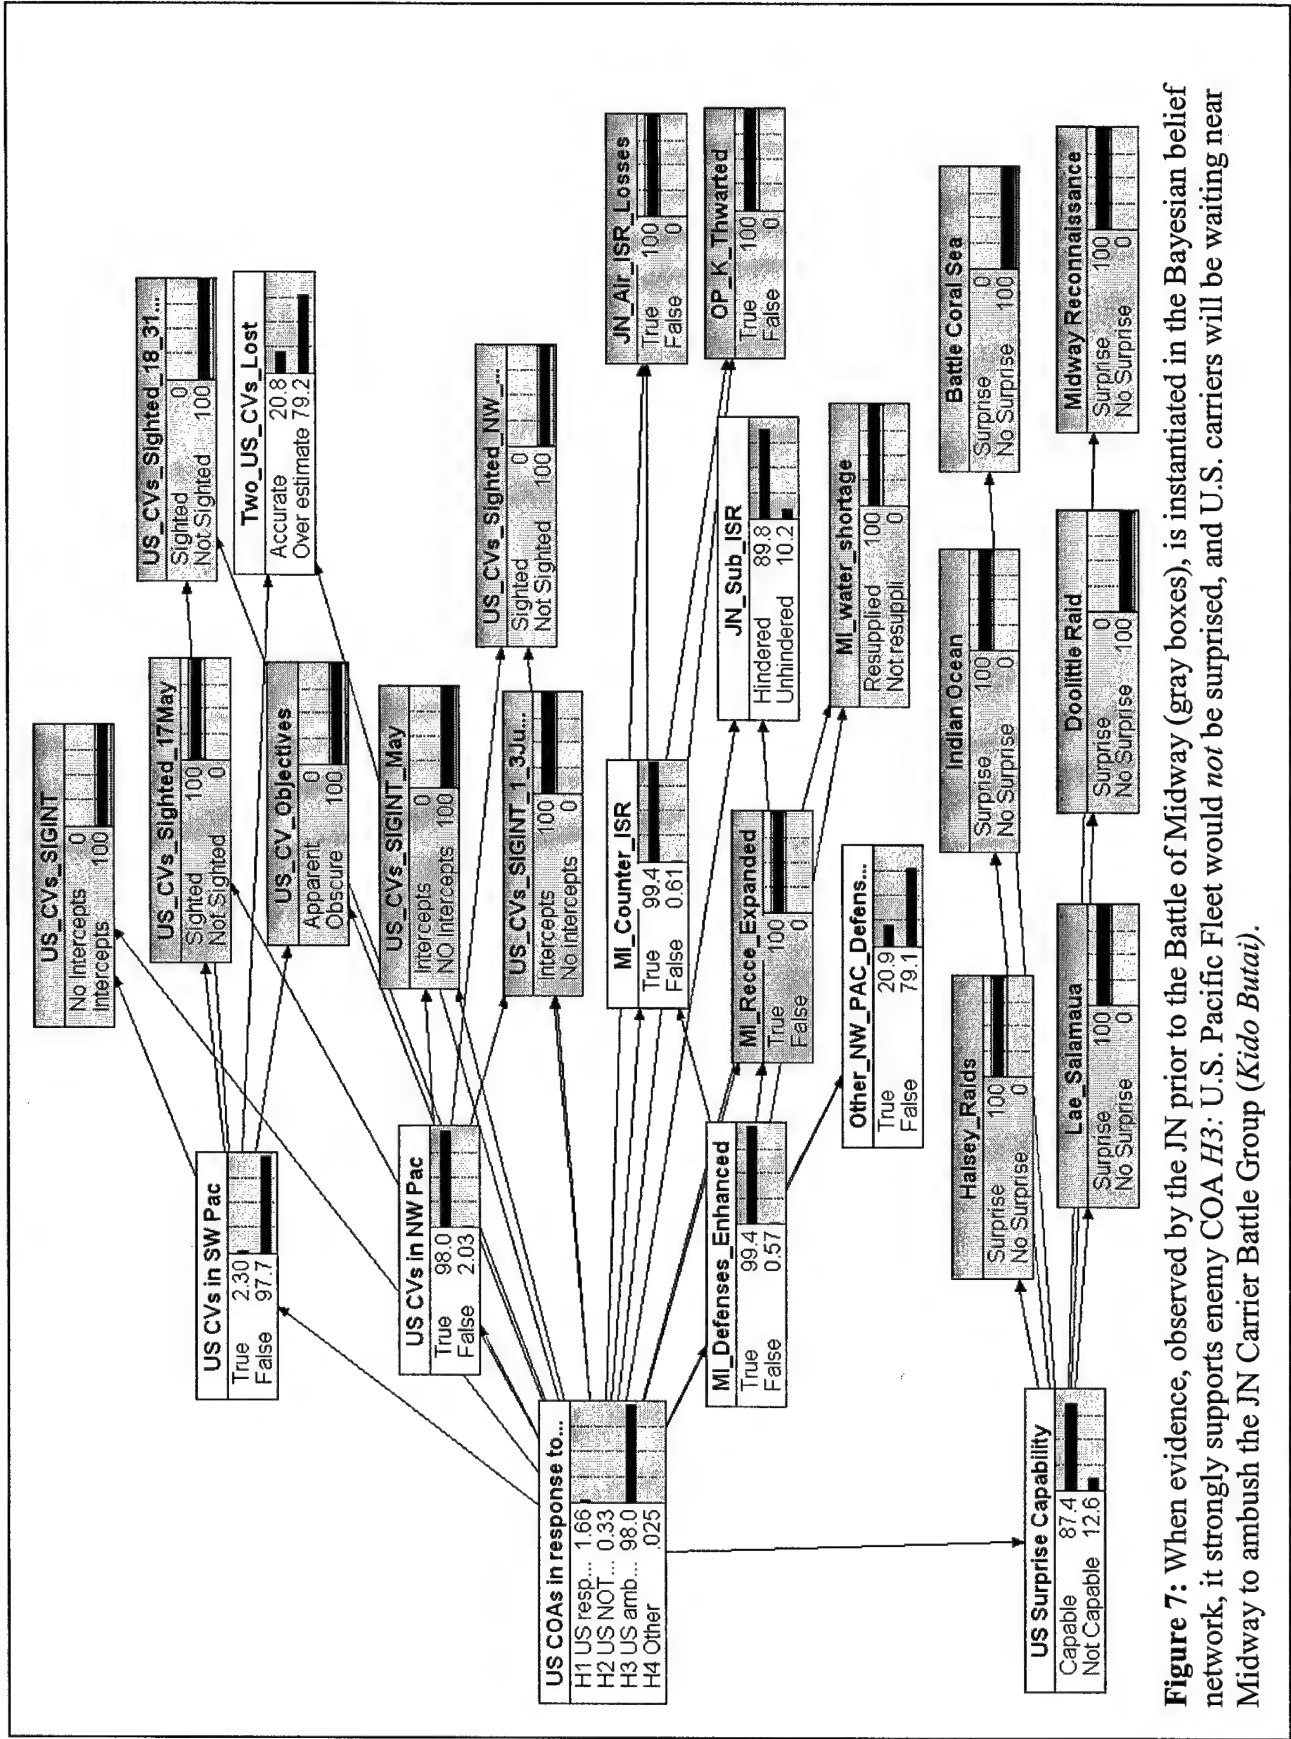 US_CVs_SIGINT
No Intercepts 0
Intercepts 100
US_CVs_Sighted_17May
Sighted 100
Not Sighted 0
US_CVs_Sighted_18_31...
Sighted 0
Not Sighted 100
US CVs in SW Pac
True 2.30
False 97.7
US_CV_Objectives
Apparent 0
Obscure 100
Two_US_CVs_Lost
Accurate 20.8
Over estimate 79.2
US_CVs_SIGINT_May
Intercepts 0
NO Intercepts 100
US CVs in NW Pac
True 98.0
False 2.03
US_CVs_SIGINT_1_3Ju...
Intercepts 100
No Intercepts 0
US_CVs_Sighted_NW_...
Sighted 0
Not Sighted 100
US COAs in response to...
H1 US resp... 1.66
H2 US NOT... 0.33
H3 US amb... 98.0
H4 Other .025
MI_Counter_ISR
True 99.4
False 0.61
JN_Air_ISR_Losses
True 100
False 0
MI_Defenses_Enhanced
True 99.4
False 0.57
MI_Recce_Expanded
True 100
False 0
JN_Sub_ISR
Hindered 89.8
Unhindered 10.2
OP_K_Thwarted
True 100
False 0
Other_NW_PAC_Defens...
True 20.9
False 79.1
MI_water_shortage
Resupplied 100
Not resuppli... 0
US Surprise Capability
Capable 87.4
Not Capable 12.6
Halsey_Raids
Surprise 100
No Surprise 0
Indian Ocean
Surprise 100
No Surprise 0
Battle Coral Sea
Surprise 0
No Surprise 100
Lae_Salamaua
Surprise 100
No Surprise 0
Doolittle Raid
Surprise 0
No Surprise 100
Midway Reconnaissance
Surprise 100
No Surprise 0
Figure 7: When evidence, observed by the JN prior to the Battle of Midway (gray boxes), is instantiated in the Bayesian belief
network, it strongly supports enemy COA H3: U.S. Pacific Fleet would not be surprised, and U.S. carriers will be waiting near
Midway to ambush the JN Carrier Battle Group (Kido Butai).